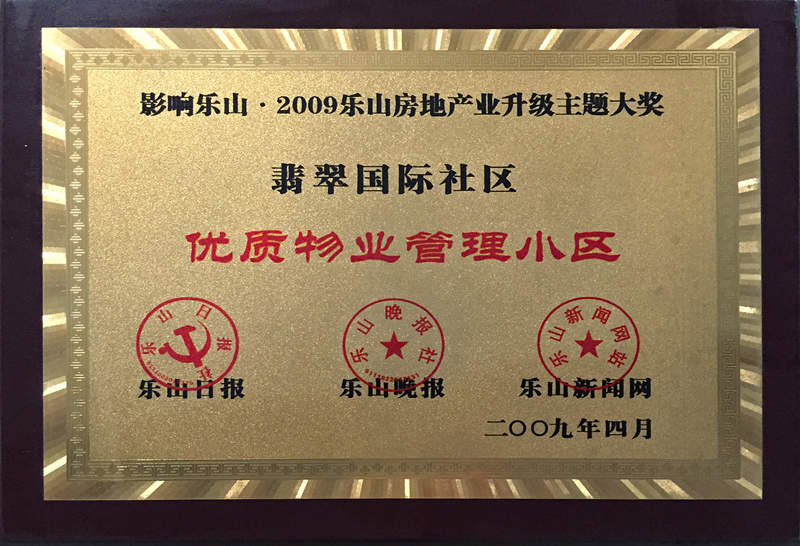 影响乐山·2009乐山房地产业升级主题大奖
翡翠国际社区
优质物业管理小区
乐山日报社
乐山晚报社
乐山新闻网站
乐山日报
乐山晚报
乐山新闻网
二〇〇九年四月